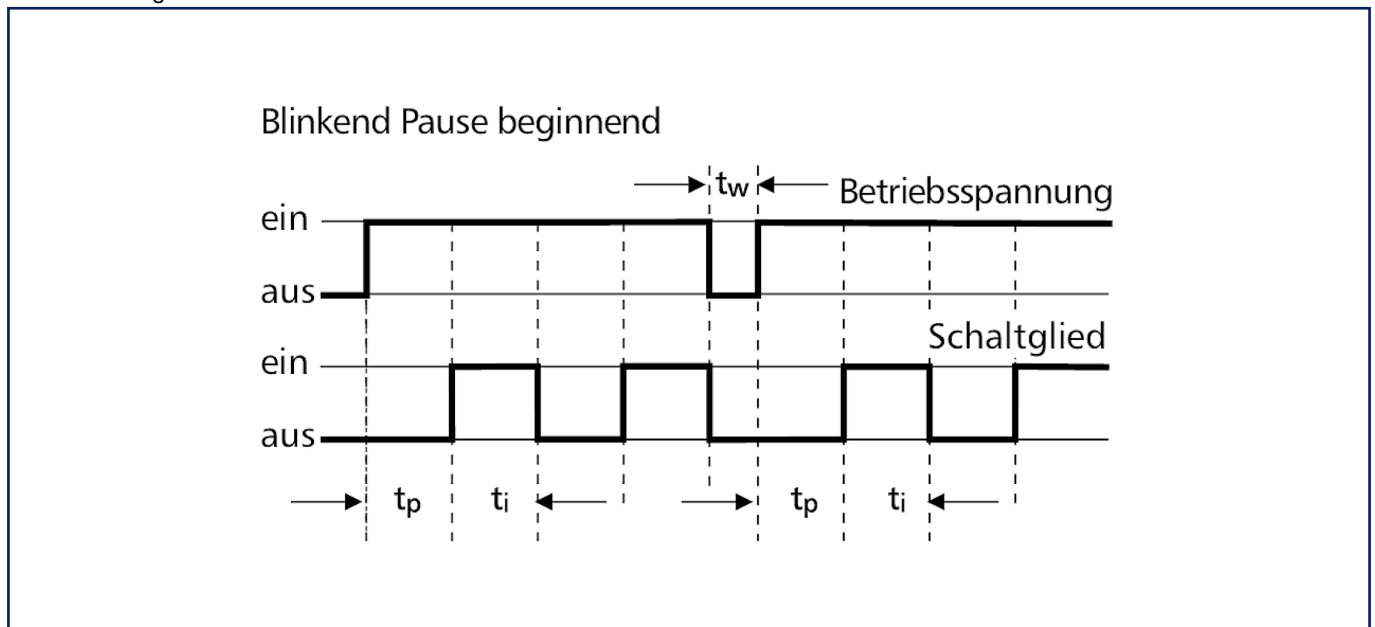 Blinkend Pause beginnend
tw
Betriebsspannung
ein
aus
Schaltglied
ein
aus
tp ti tp ti